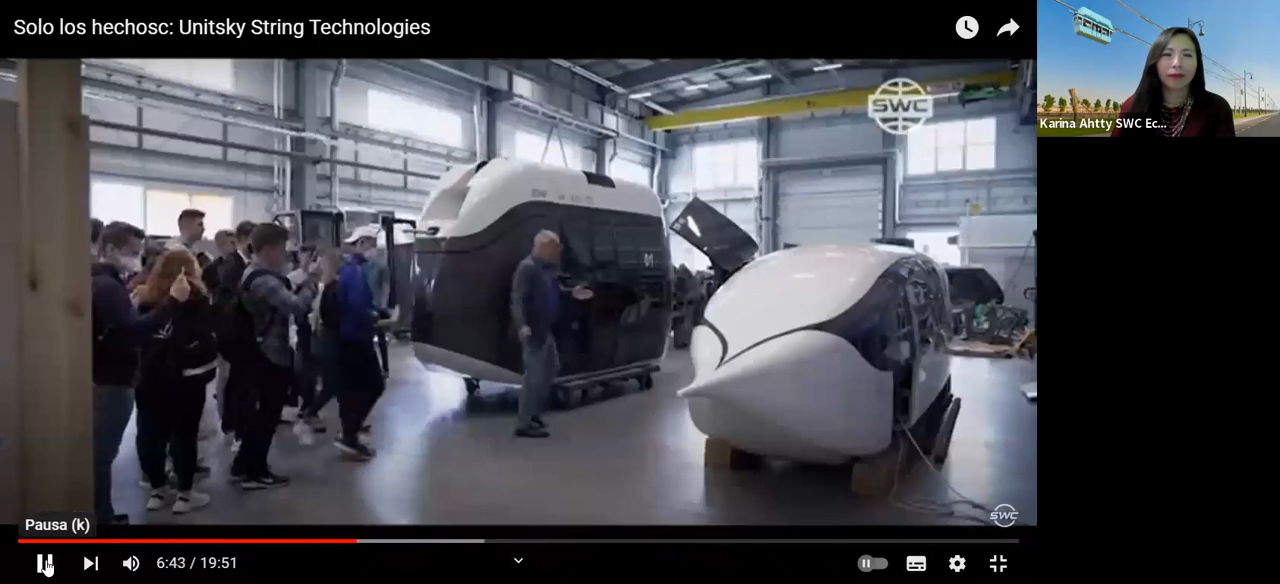 Solo los hechosc: Unitsky String Technologies
SWC
Karina Ahtty SWC Ec...
SWC
Pausa (k)
6:43 / 19:51